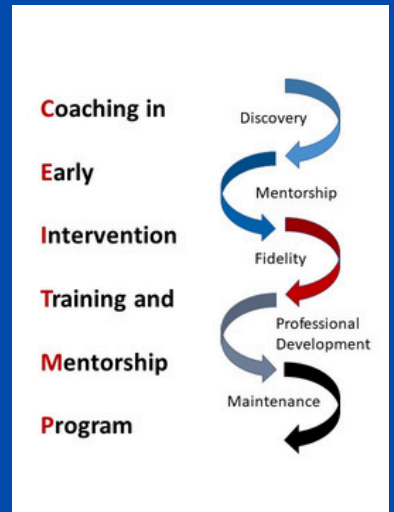 Coaching in
Early
Intervention
Training and
Mentorship
Program
Discovery
Mentorship
Fidelity
Professional
Development
Maintenance